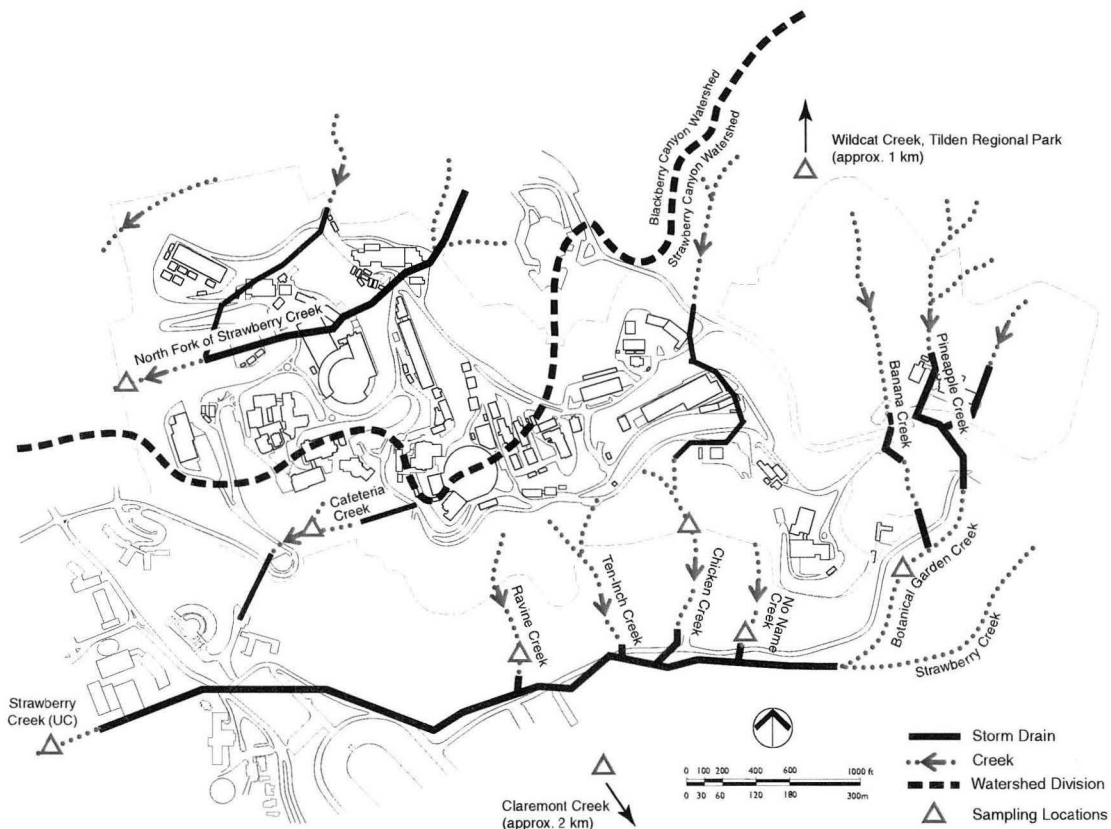 Blackberry Canyon Watershed
Strawberry Canyon Watershed
Wildcat Creek, Tilden Regional Park
(approx. 1 km)
North Fork of Strawberry Creek
Pineapple Creek
Banana Creek
Cafeteria
Creek
Botanical Garden Creek
Chicken Creek
Ten-Inch Creek
No Name
Creek
Ravine Creek
Strawberry Creek
Strawberry
Creek (UC)
Claremont Creek
(approx. 2 km)
0 100 200 400 600 1000 ft
0 30 60 120 180 300m
Storm Drain
Creek
Watershed Division
Sampling Locations